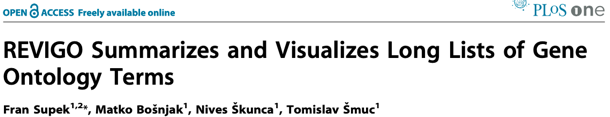 OPEN ACCESS Freely available online
PLoS one
REVIGO Summarizes and Visualizes Long Lists of Gene
Ontology Terms
Fran Supek1,2*, Matko Bošnjak1, Nives Škunca1, Tomislav Šmuc1